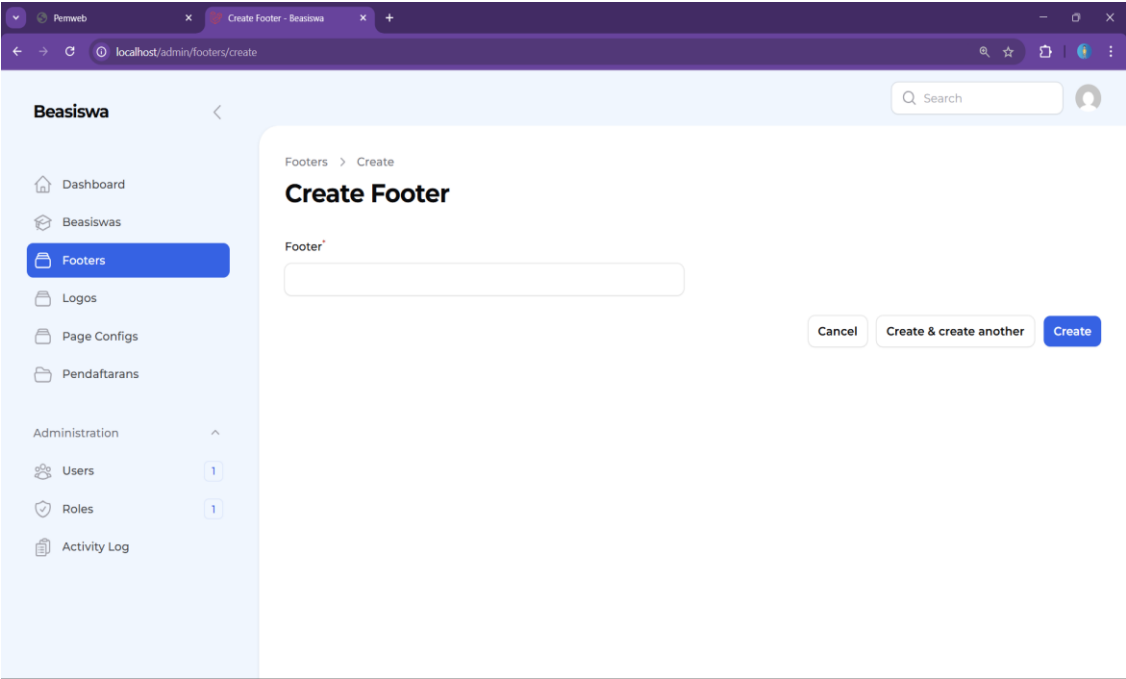 Pemweb
Create Footer - Beasiswa
localhost/admin/footers/create
Beasiswa
Search
Dashboard
Beasiswas
Footers
Logos
Page Configs
Pendaftarans
Administration
Users 1
Roles 1
Activity Log
Footers > Create
Create Footer
Footer*
Cancel
Create & create another
Create